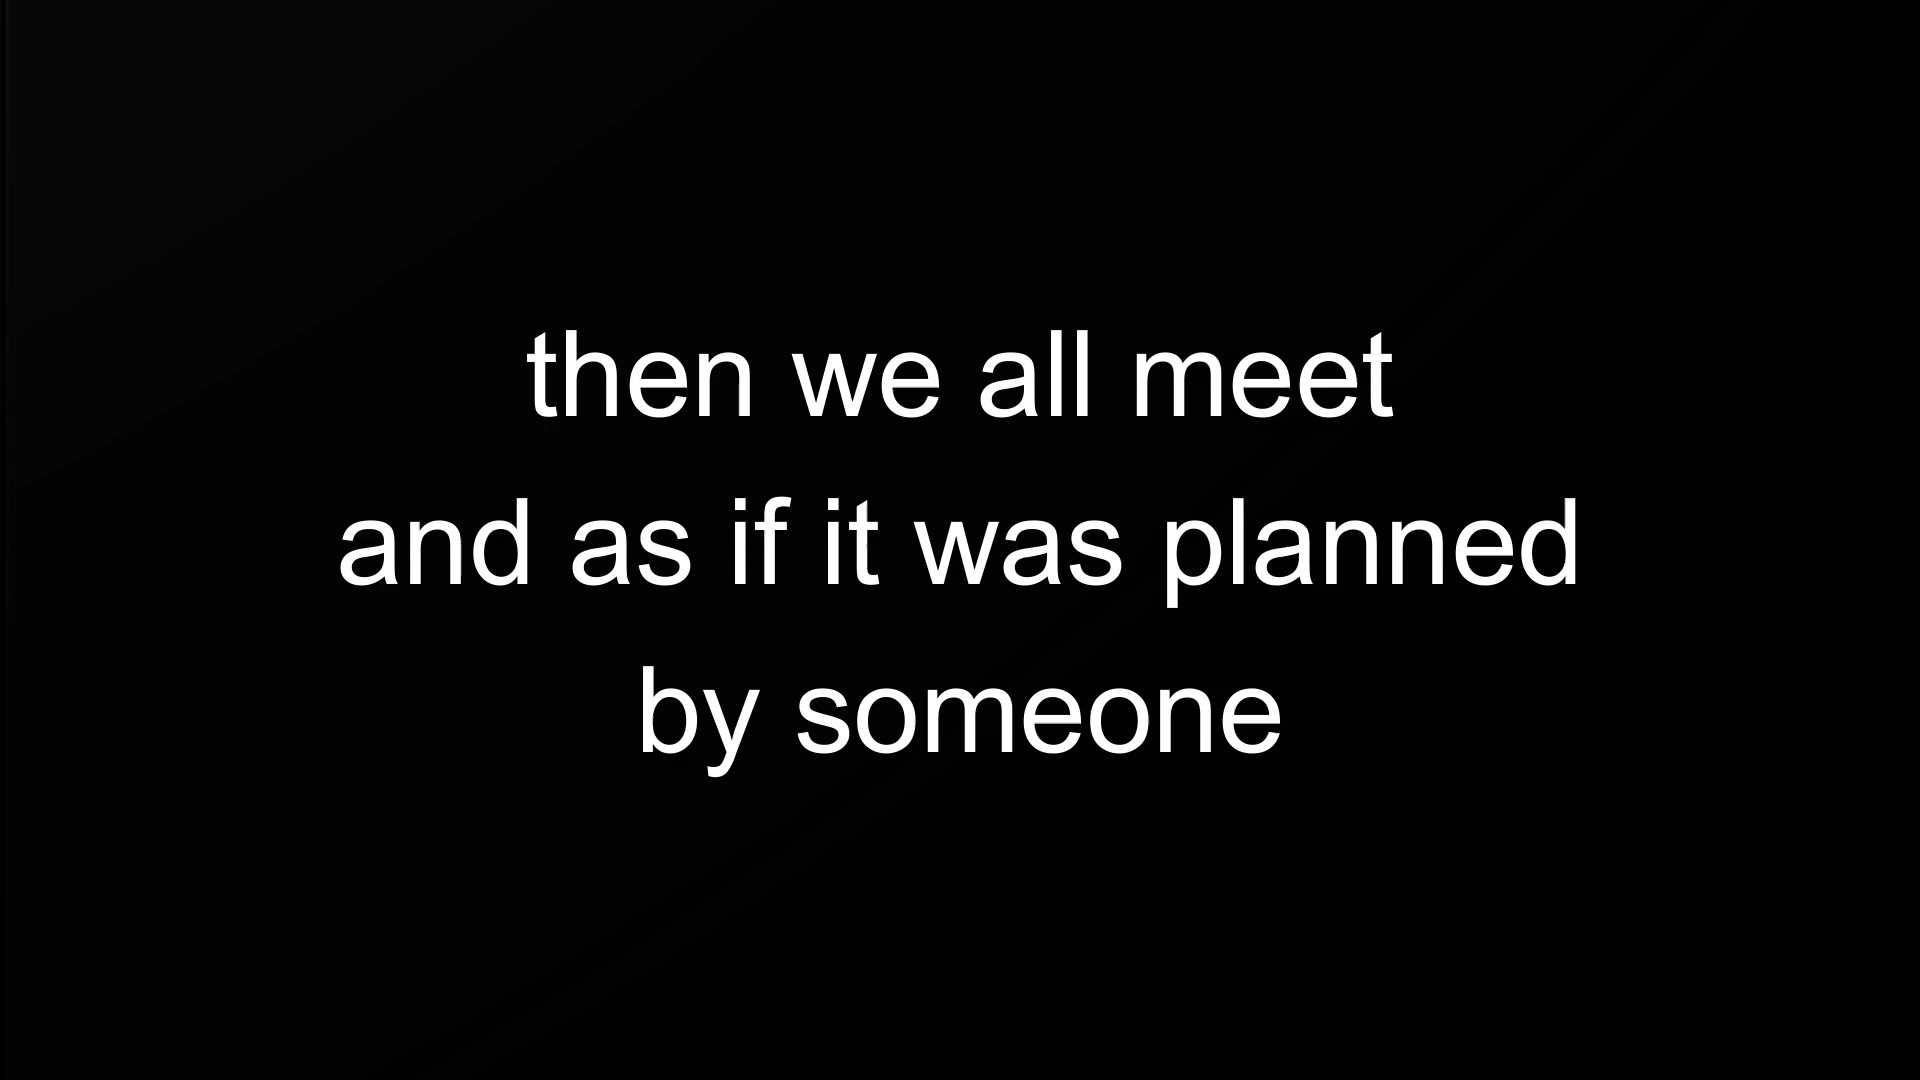 then we all meet
and as if it was planned
by someone